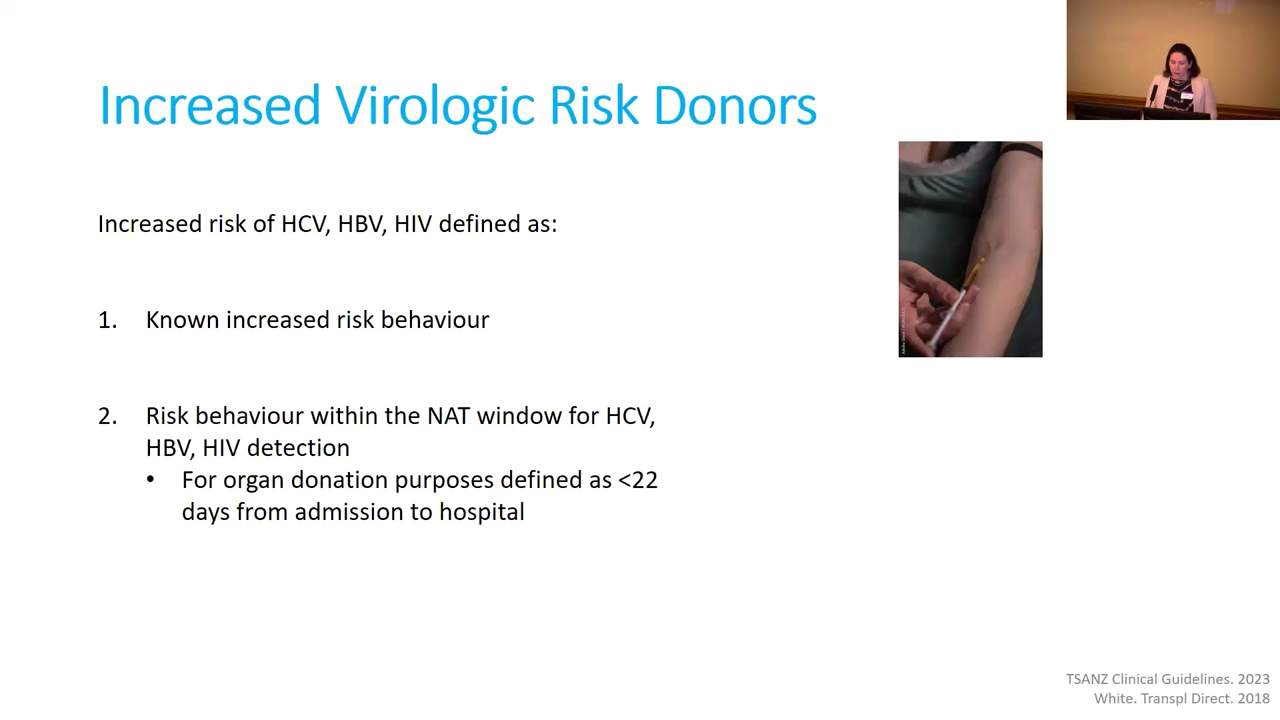 Increased Virologic Risk Donors
Increased risk of HCV, HBV, HIV defined as:
1. Known increased risk behaviour
2. Risk behaviour within the NAT window for HCV,
HBV, HIV detection
• For organ donation purposes defined as <22
days from admission to hospital
TSANZ Clinical Guidelines. 2023
White. Transpl Direct. 2018